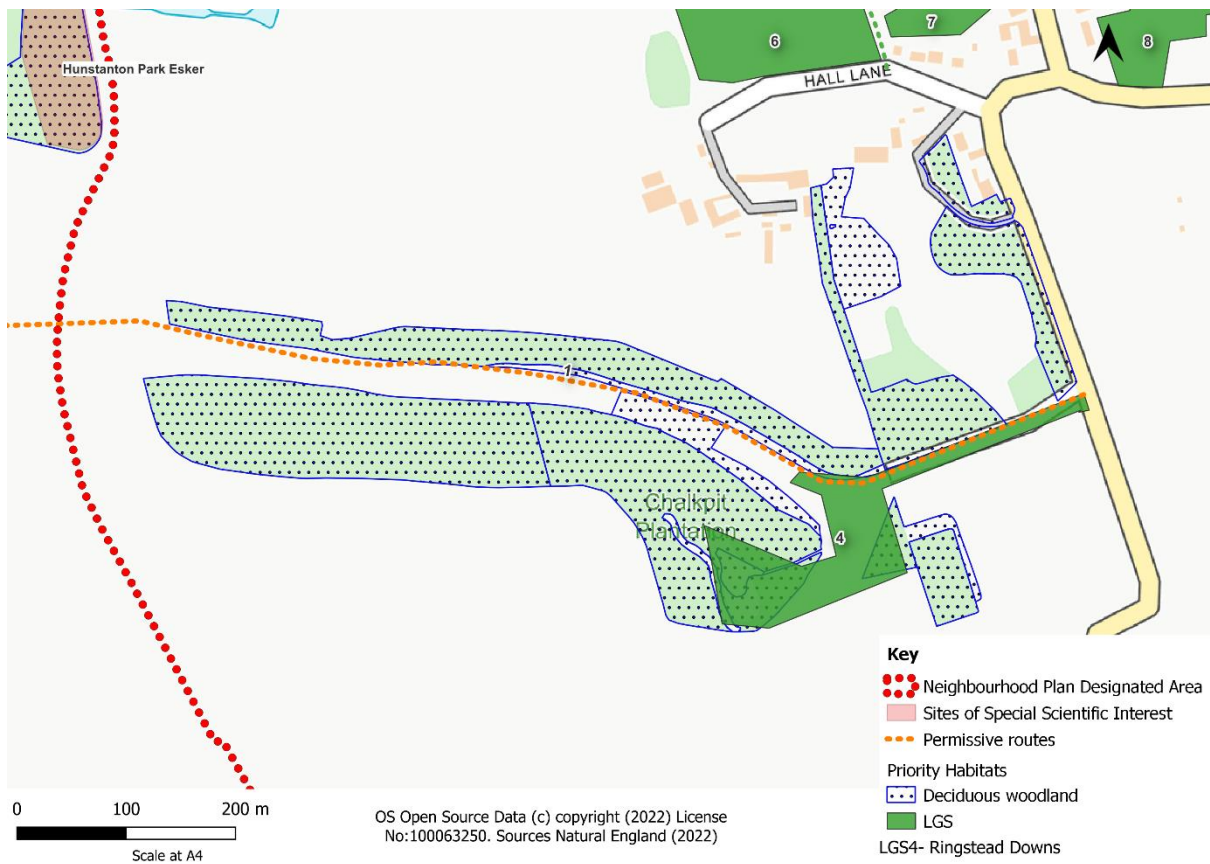 6
7
8
Hunstanton Park Esker
HALL LANE
1
Chalkpit
Plantation
4
Key
Neighbourhood Plan Designated Area
Sites of Special Scientific Interest
Permissive routes
Priority Habitats
Deciduous woodland
LGS
LGS4- Ringstead Downs
0 100 200 m
Scale at A4
OS Open Source Data (c) copyright (2022) License
No:100063250. Sources Natural England (2022)